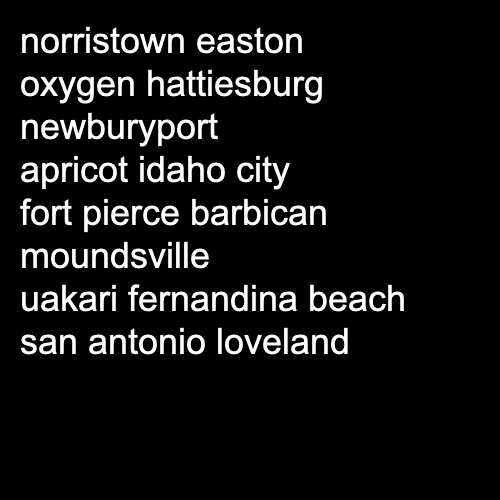 norristown easton
oxygen hattiesburg
newburyport
apricot idaho city
fort pierce barbican
moundsville
uakari fernandina beach
san antonio loveland